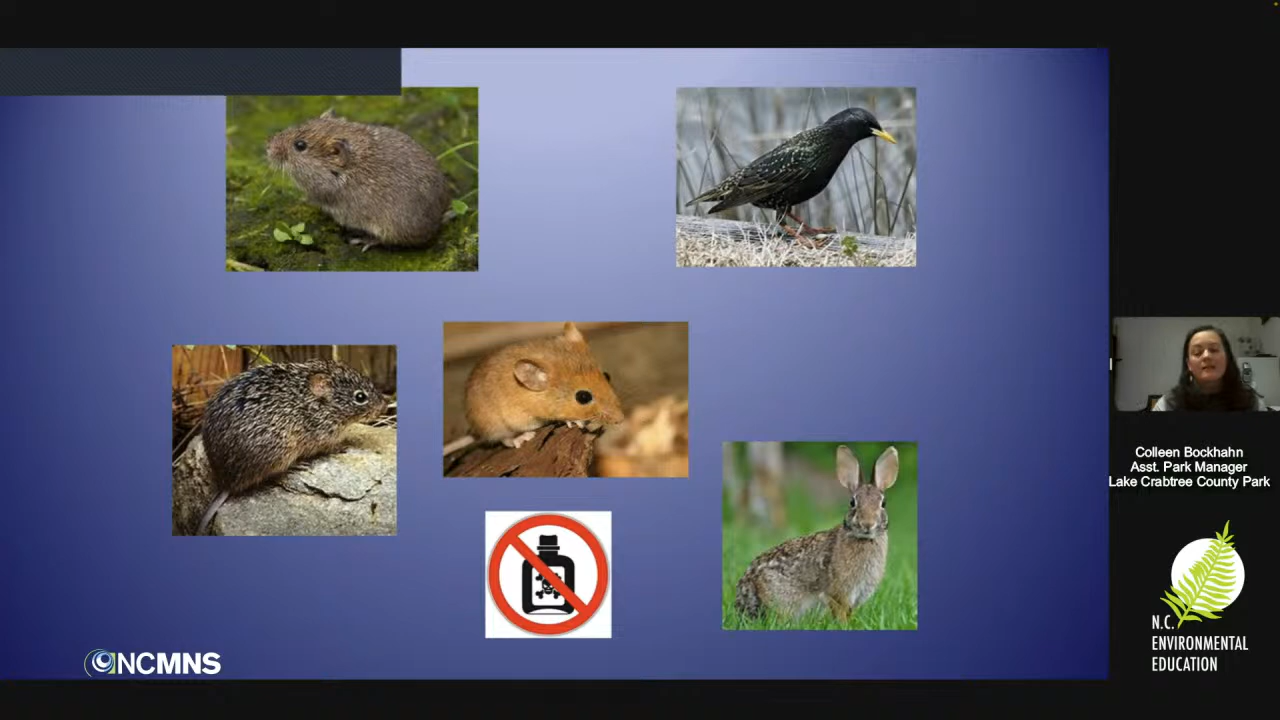 Colleen Bockhahn
Asst. Park Manager
Lake Crabtree County Park
N.C.
ENVIRONMENTAL
EDUCATION
NCMNS